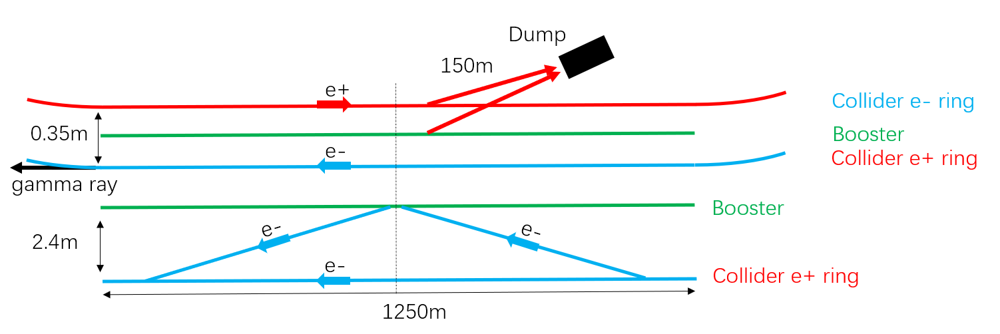 Dump
150m
e+
Collider e- ring
0.35m
Booster
e-
Collider e+ ring
gamma ray
Booster
e-
e-
2.4m
e-
Collider e+ ring
1250m